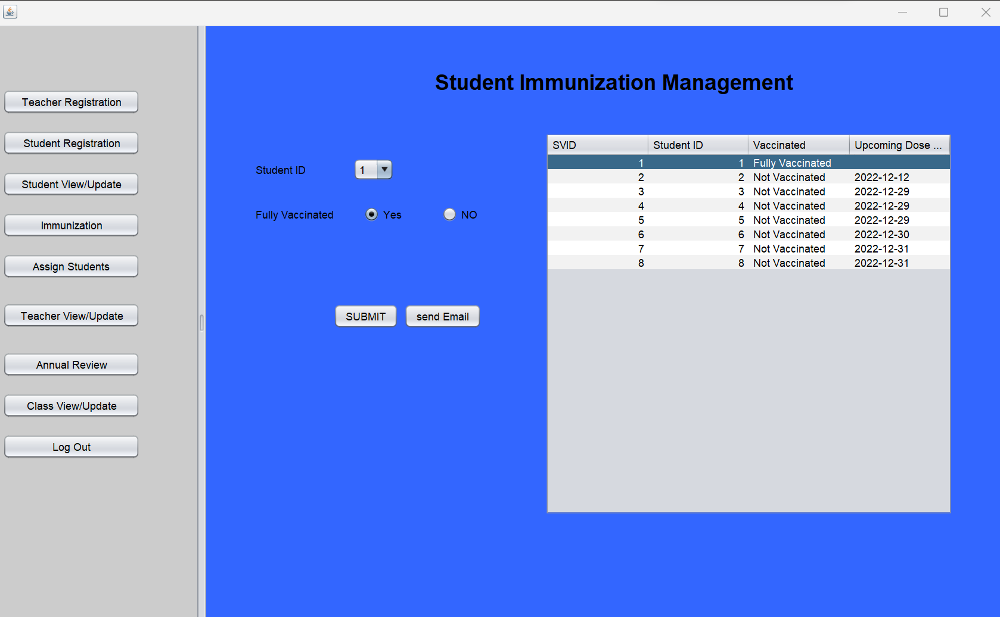 Teacher Registration
Student Registration
Student View/Update
Immunization
Assign Students
Teacher View/Update
Annual Review
Class View/Update
Log Out
Student Immunization Management
Student ID 1
Fully Vaccinated Yes NO
SUBMIT send Email
SVID Student ID Vaccinated Upcoming Dose ...
1 1 Fully Vaccinated
2 2 Not Vaccinated 2022-12-12
3 3 Not Vaccinated 2022-12-29
4 4 Not Vaccinated 2022-12-29
5 5 Not Vaccinated 2022-12-29
6 6 Not Vaccinated 2022-12-30
7 7 Not Vaccinated 2022-12-31
8 8 Not Vaccinated 2022-12-31